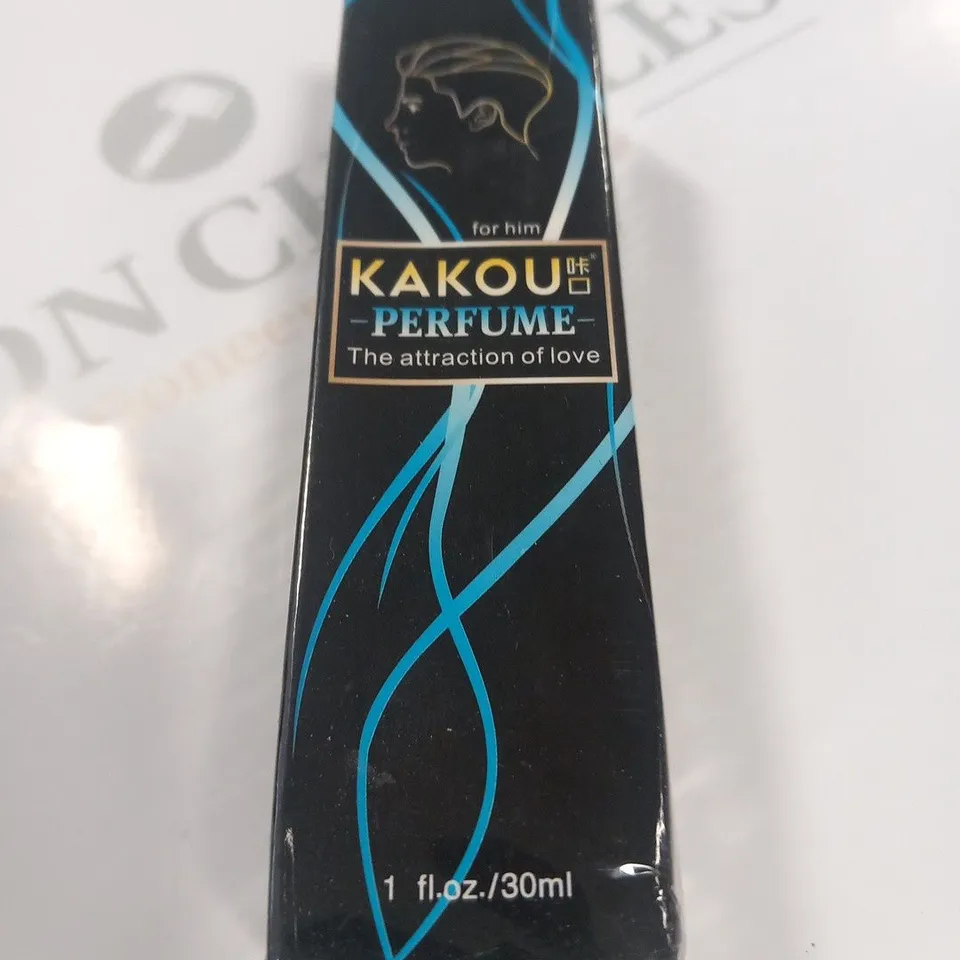 for him
KAKOU咔口®
-PERFUME-
The attraction of love
1 fl.oz./30ml